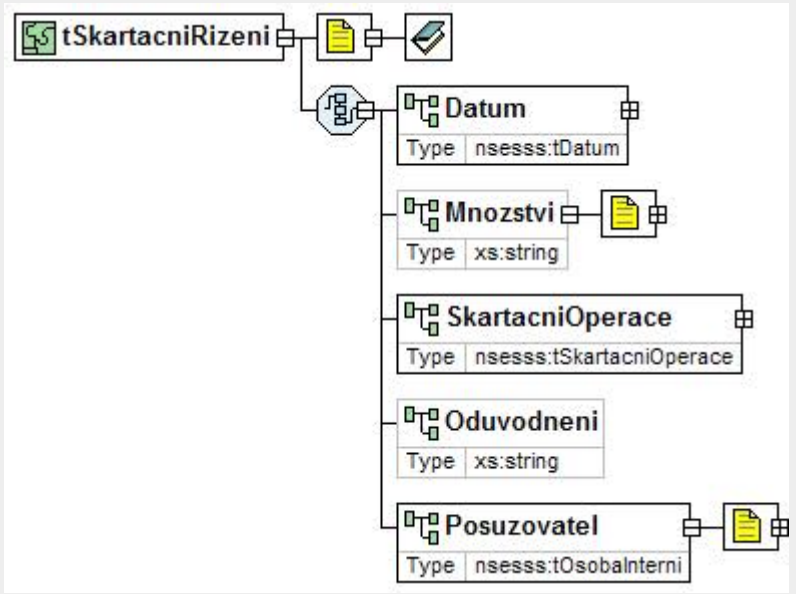 tSkartacniRizeni
Datum
Type nsesss:tDatum
Mnozstvi
Type xs:string
SkartacniOperace
Type nsesss:tSkartacniOperace
Oduvodneni
Type xs:string
Posuzovatel
Type nsesss:tOsobaInterni